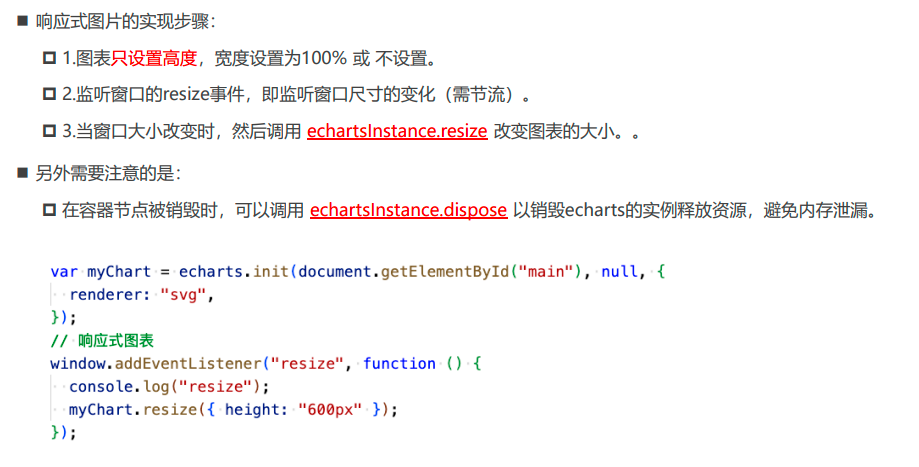 响应式图片的实现步骤：
1.图表只设置高度，宽度设置为100% 或 不设置。
2.监听窗口的resize事件，即监听窗口尺寸的变化（需节流）。
3.当窗口大小改变时，然后调用 echartsInstance.resize 改变图表的大小。。
另外需要注意的是：
在容器节点被销毁时，可以调用 echartsInstance.dispose 以销毁echarts的实例释放资源，避免内存泄漏。
var myChart = echarts.init(document.getElementById("main"), null, {
  renderer: "svg",
});
// 响应式图表
window.addEventListener("resize", function () {
  console.log("resize");
  myChart.resize({ height: "600px" });
});